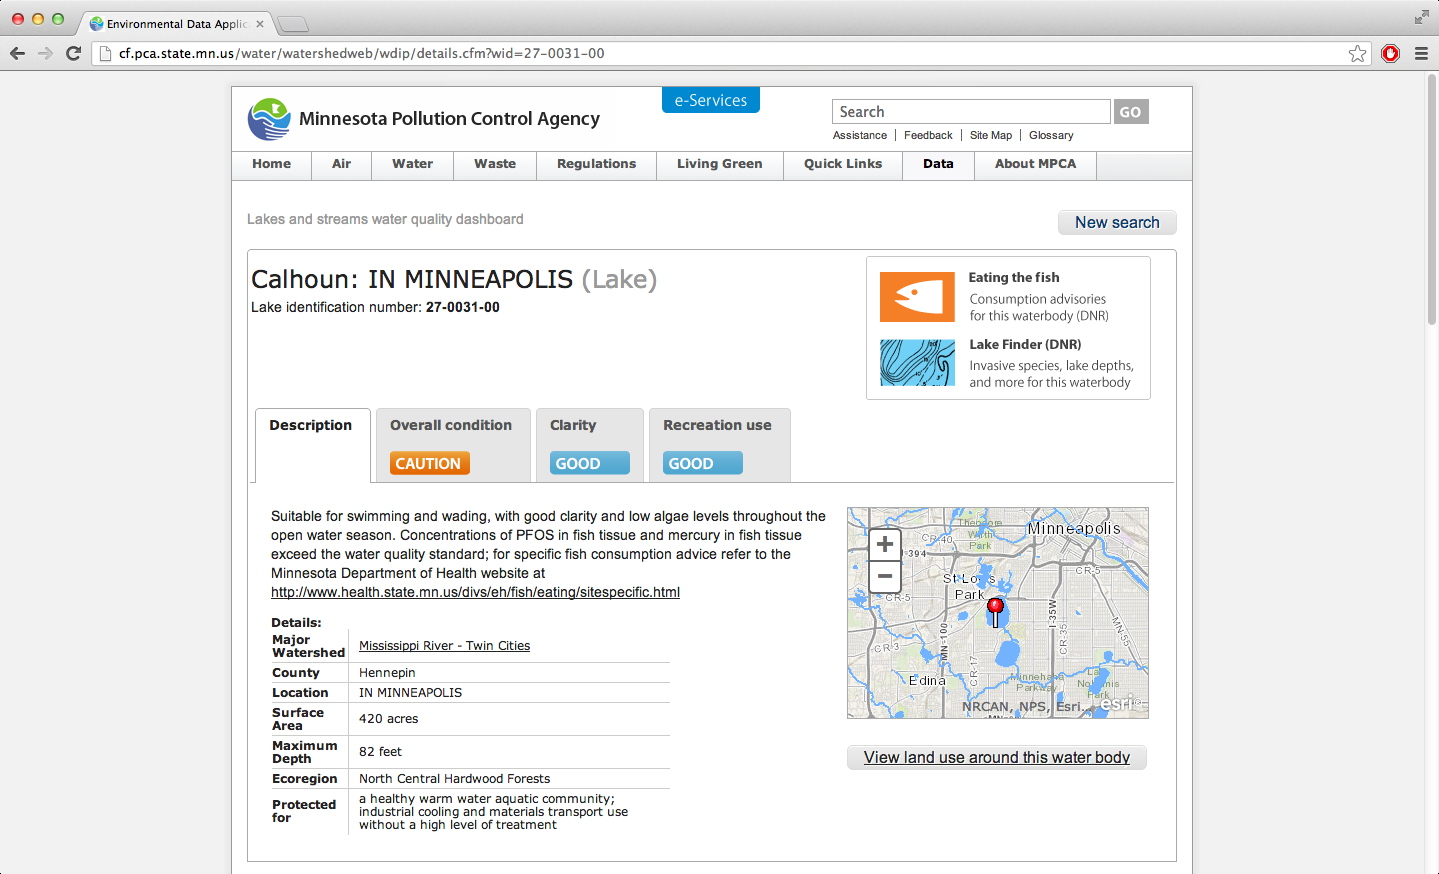 Environmental Data Applic
cf.pca.state.mn.us/water/watershedweb/wdip/details.cfm?wid=27-0031-00
Minnesota Pollution Control Agency
e-Services
Search
GO
Assistance | Feedback | Site Map | Glossary
Home Air Water Waste Regulations Living Green Quick Links Data About MPCA
Lakes and streams water quality dashboard
New search
Calhoun: IN MINNEAPOLIS (Lake)
Lake identification number: 27-0031-00
Eating the fish
Consumption advisories
for this waterbody (DNR)
Lake Finder (DNR)
Invasive species, lake depths,
and more for this waterbody
Description
Overall condition
CAUTION
Clarity
GOOD
Recreation use
GOOD
Suitable for swimming and wading, with good clarity and low algae levels throughout the
open water season. Concentrations of PFOS in fish tissue and mercury in fish tissue
exceed the water quality standard; for specific fish consumption advice refer to the
Minnesota Department of Health website at
http://www.health.state.mn.us/divs/eh/fish/eating/sitespecific.html
Details:
Major
Watershed
Mississippi River - Twin Cities
County
Hennepin
Location
IN MINNEAPOLIS
Surface
Area
420 acres
Maximum
Depth
82 feet
Ecoregion
North Central Hardwood Forests
Protected
for
a healthy warm water aquatic community;
industrial cooling and materials transport use
without a high level of treatment
+
−
Theodore
Wirth
Park
Minneapolis
CR-40
-394
CR-5
St Louis
Park
CR-5
MN-100
I-35W
CR-35
MN-55
CR-3
CR-17
Edina
Minnehaha
Parkway
Park
NRCAN, NPS, Esri...
esri
View land use around this water body